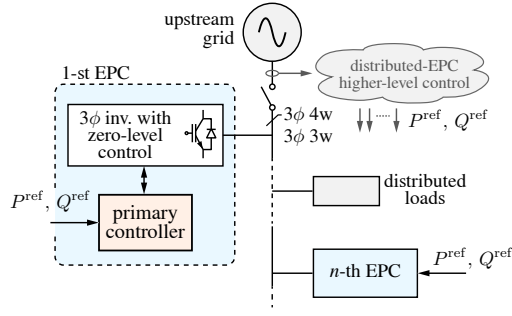 upstream
grid
distributed-EPC
higher-level control
1-st EPC
3ϕ inv. with
zero-level
control
3ϕ 4w
3ϕ 3w
P^ref, Q^ref
P^ref, Q^ref
primary
controller
distributed
loads
n-th EPC
P^ref, Q^ref